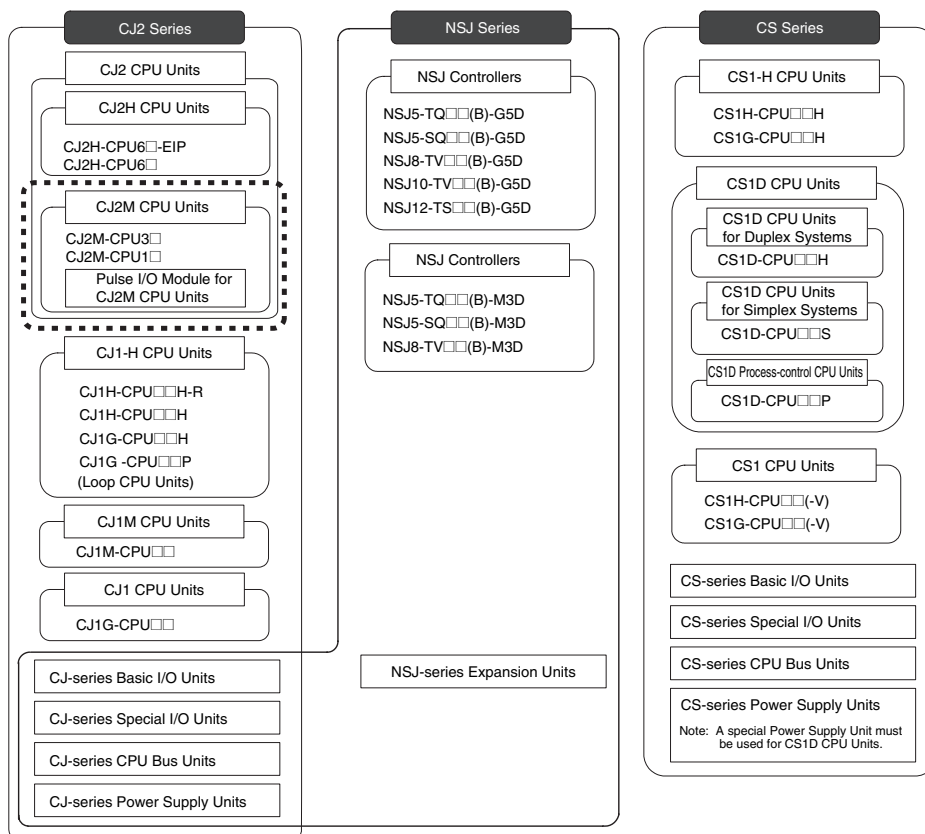 CJ2 Series
CJ2 CPU Units
CJ2H CPU Units
CJ2H-CPU6□-EIP
CJ2H-CPU6□
CJ2M CPU Units
CJ2M-CPU3□
CJ2M-CPU1□
Pulse I/O Module for
CJ2M CPU Units
CJ1-H CPU Units
CJ1H-CPU□□H-R
CJ1H-CPU□□H
CJ1G-CPU□□H
CJ1G -CPU□□P
(Loop CPU Units)
CJ1M CPU Units
CJ1M-CPU□□
CJ1 CPU Units
CJ1G-CPU□□
CJ-series Basic I/O Units
CJ-series Special I/O Units
CJ-series CPU Bus Units
CJ-series Power Supply Units
NSJ Series
NSJ Controllers
NSJ5-TQ□□(B)-G5D
NSJ5-SQ□□(B)-G5D
NSJ8-TV□□(B)-G5D
NSJ10-TV□□(B)-G5D
NSJ12-TS□□(B)-G5D
NSJ Controllers
NSJ5-TQ□□(B)-M3D
NSJ5-SQ□□(B)-M3D
NSJ8-TV□□(B)-M3D
NSJ-series Expansion Units
CS Series
CS1-H CPU Units
CS1H-CPU□□H
CS1G-CPU□□H
CS1D CPU Units
CS1D CPU Units
for Duplex Systems
CS1D-CPU□□H
CS1D CPU Units
for Simplex Systems
CS1D-CPU□□S
CS1D Process-control CPU Units
CS1D-CPU□□P
CS1 CPU Units
CS1H-CPU□□(-V)
CS1G-CPU□□(-V)
CS-series Basic I/O Units
CS-series Special I/O Units
CS-series CPU Bus Units
CS-series Power Supply Units
Note: A special Power Supply Unit must
be used for CS1D CPU Units.